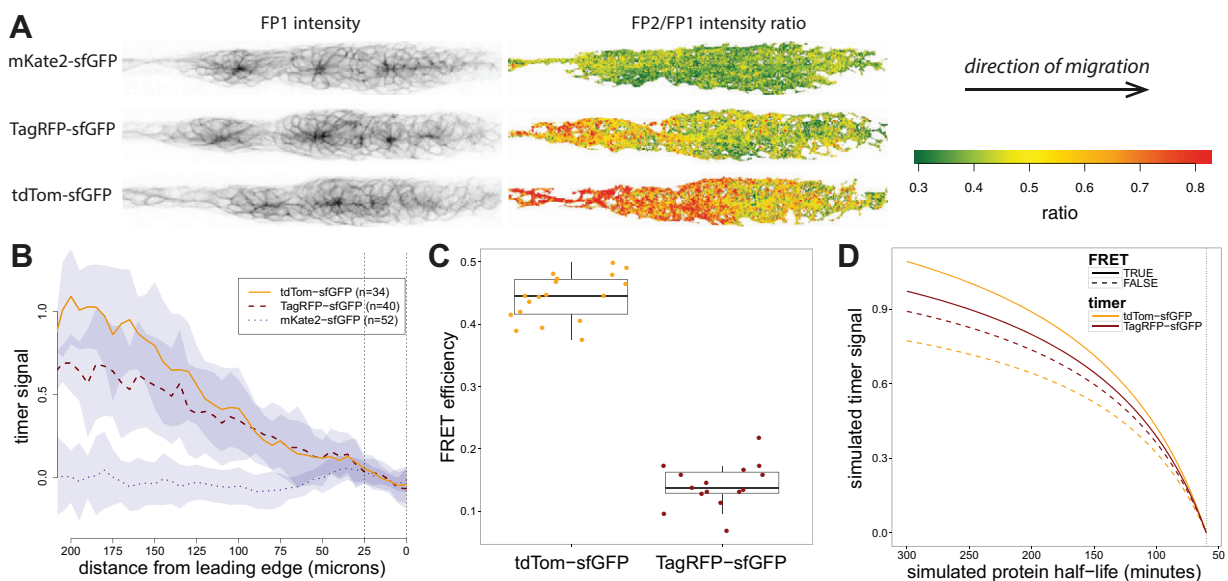 A
FP1 intensity
FP2/FP1 intensity ratio
mKate2-sfGFP
TagRFP-sfGFP
tdTom-sfGFP
direction of migration
0.3 0.4 0.5 0.6 0.7 0.8
ratio
B
timer signal
1.0
0.5
0.0
tdTom−sfGFP (n=34)
TagRFP−sfGFP (n=40)
mKate2−sfGFP (n=52)
200 175 150 125 100 75 50 25 0
distance from leading edge (microns)
C
FRET efficiency
0.5
0.4
0.3
0.2
0.1
tdTom−sfGFP TagRFP−sfGFP
D
simulated timer signal
0.9
0.6
0.3
0.0
FRET
TRUE
FALSE
timer
tdTom−sfGFP
TagRFP−sfGFP
300 250 200 150 100 50
simulated protein half-life (minutes)